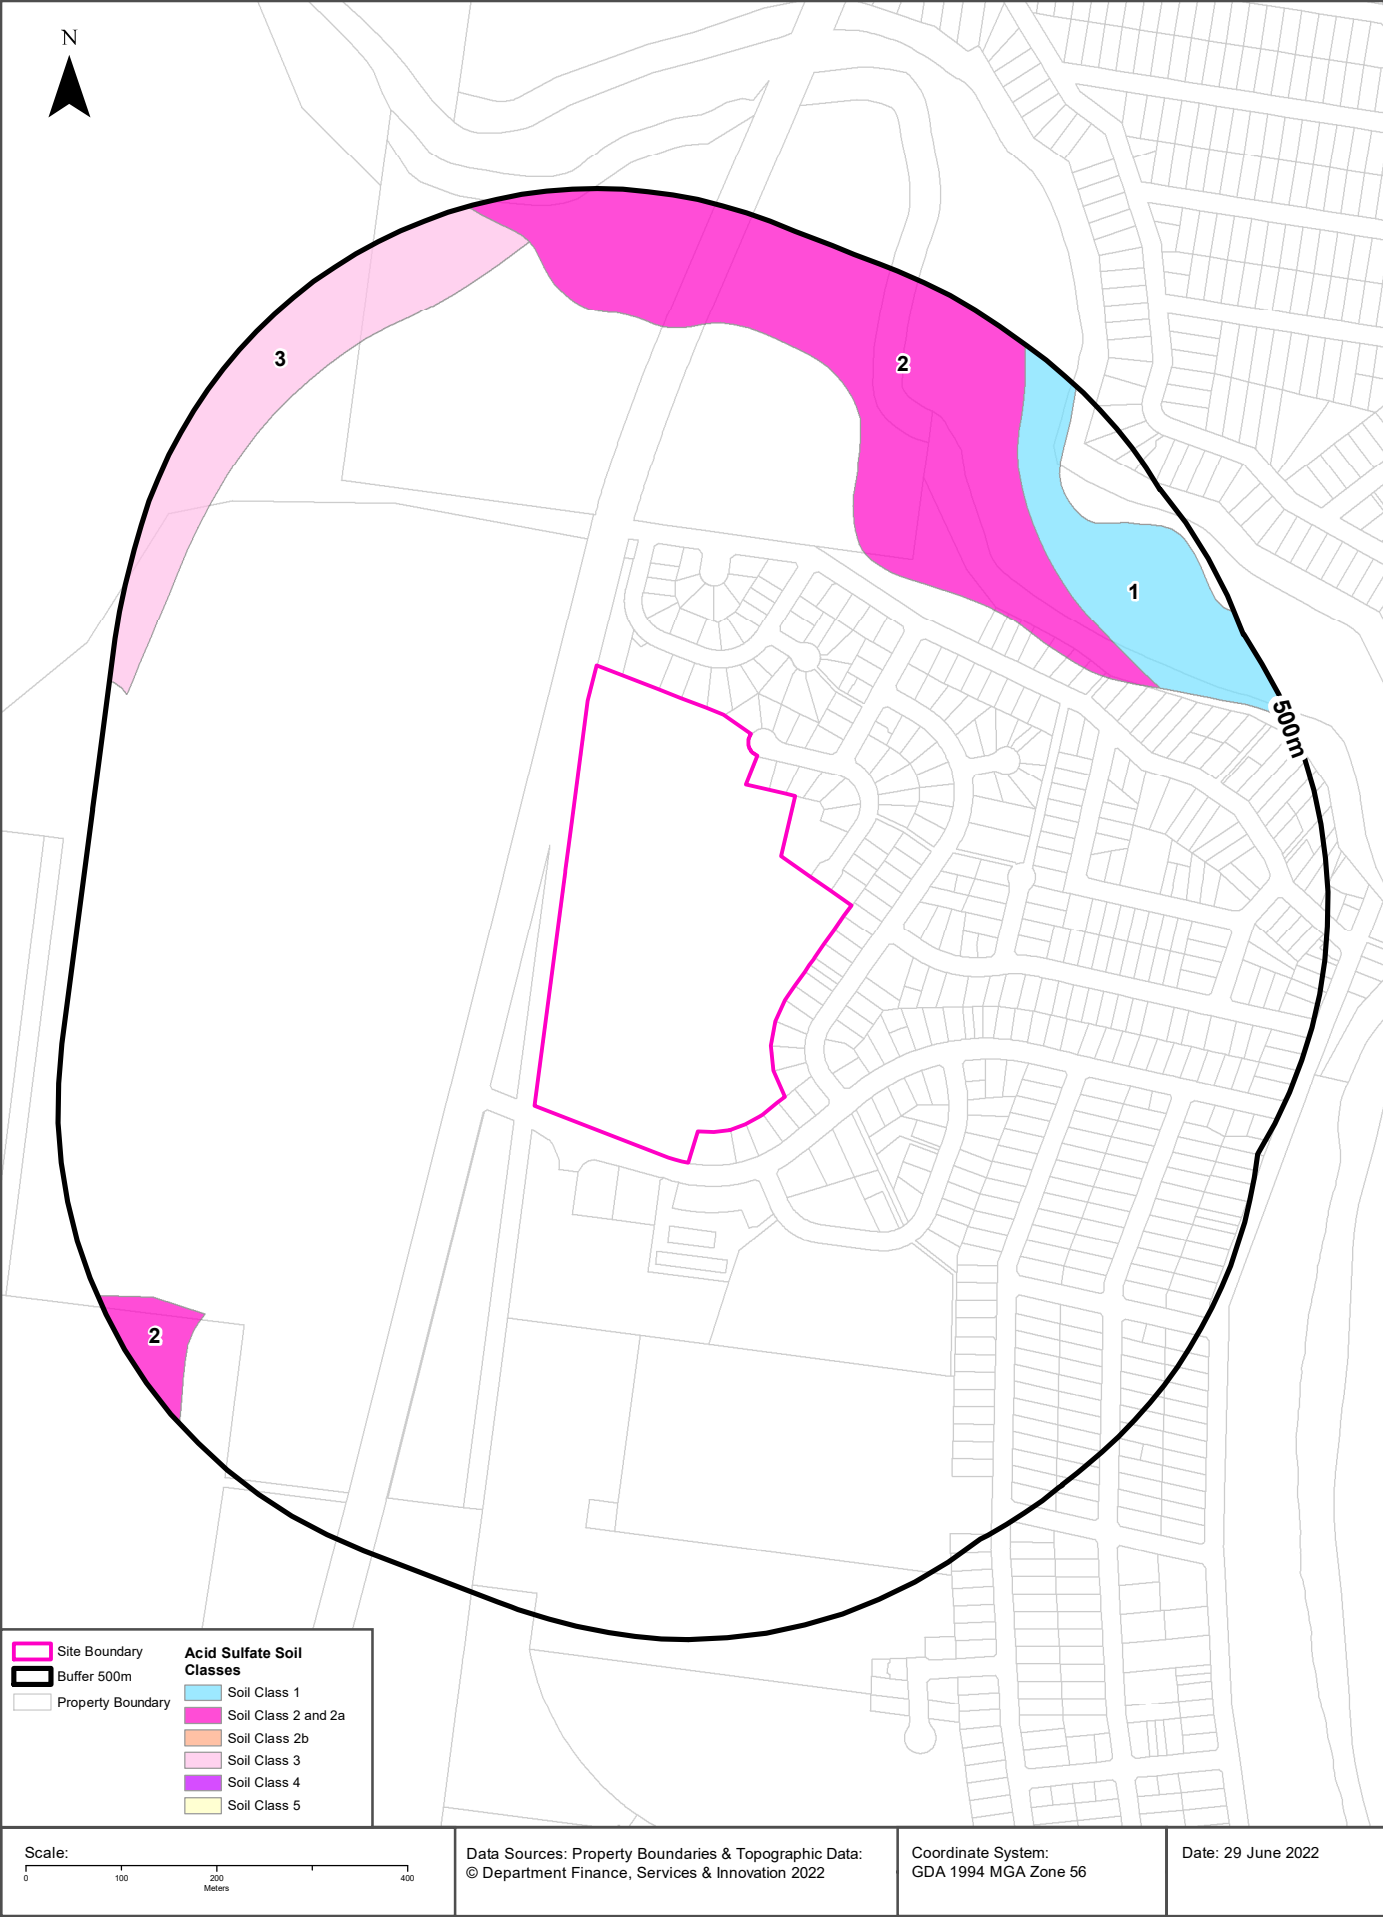 N
3
2
1
500m
2
Site Boundary
Buffer 500m
Property Boundary
Acid Sulfate Soil
Classes
Soil Class 1
Soil Class 2 and 2a
Soil Class 2b
Soil Class 3
Soil Class 4
Soil Class 5
Scale:
0 100 200 400
Meters
Data Sources: Property Boundaries & Topographic Data:
© Department Finance, Services & Innovation 2022
Coordinate System:
GDA 1994 MGA Zone 56
Date: 29 June 2022